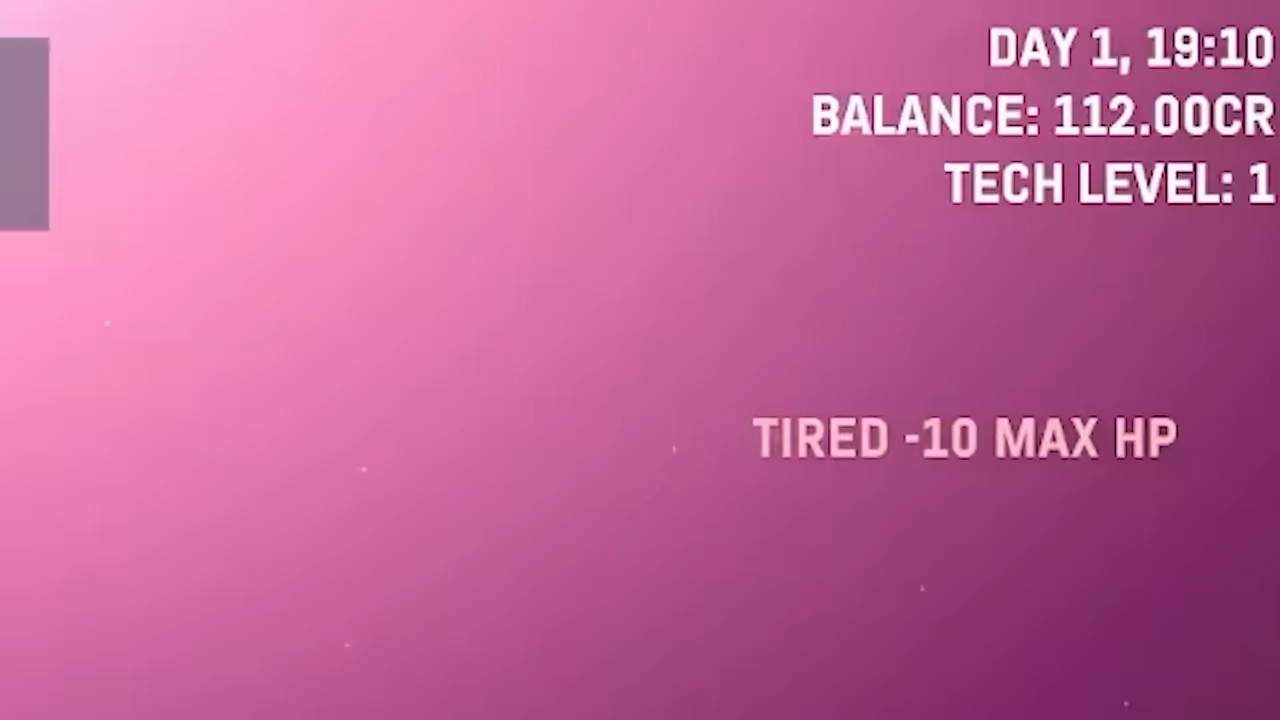 DAY 1, 19:10
BALANCE: 112.00CR
TECH LEVEL: 1
TIRED -10 MAX HP